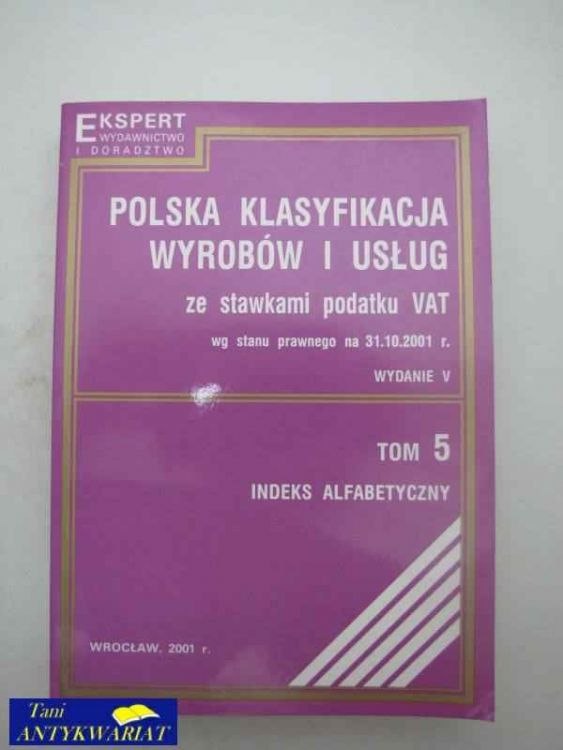 EKSPERT
WYDAWNICTWO
I DORADZTWO
POLSKA KLASYFIKACJA
WYROBÓW I USŁUG
ze stawkami podatku VAT
wg stanu prawnego na 31.10.2001 r.
WYDANIE V
TOM 5
INDEKS ALFABETYCZNY
WROCŁAW. 2001 r.
Tani
ANTYKWARIAT